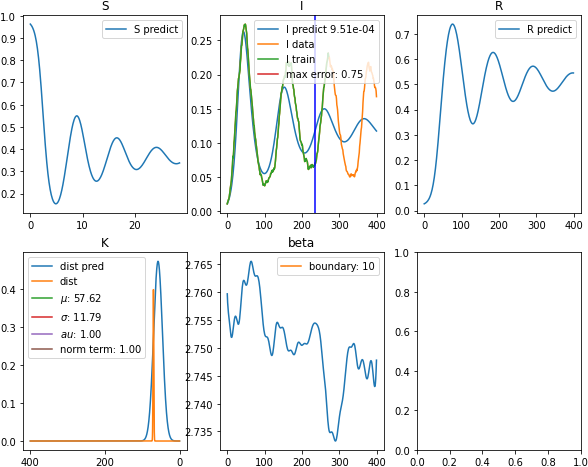 S
I
R
S predict
I predict 9.51e-04
I data
I train
max error: 0.75
R predict
1.0
0.9
0.8
0.7
0.6
0.5
0.4
0.3
0.2
0 10 20
0.25
0.20
0.15
0.10
0.05
0.00
0 100 200 300 400
0.7
0.6
0.5
0.4
0.3
0.2
0.1
0.0
0 100 200 300 400
K
beta
dist pred
dist
μ: 57.62
σ: 11.79
au: 1.00
norm term: 1.00
boundary: 10
0.4
0.3
0.2
0.1
0.0
400 200 0
2.765
2.760
2.755
2.750
2.745
2.740
2.735
0 100 200 300 400
1.0
0.8
0.6
0.4
0.2
0.0
0.0 0.2 0.4 0.6 0.8 1.0